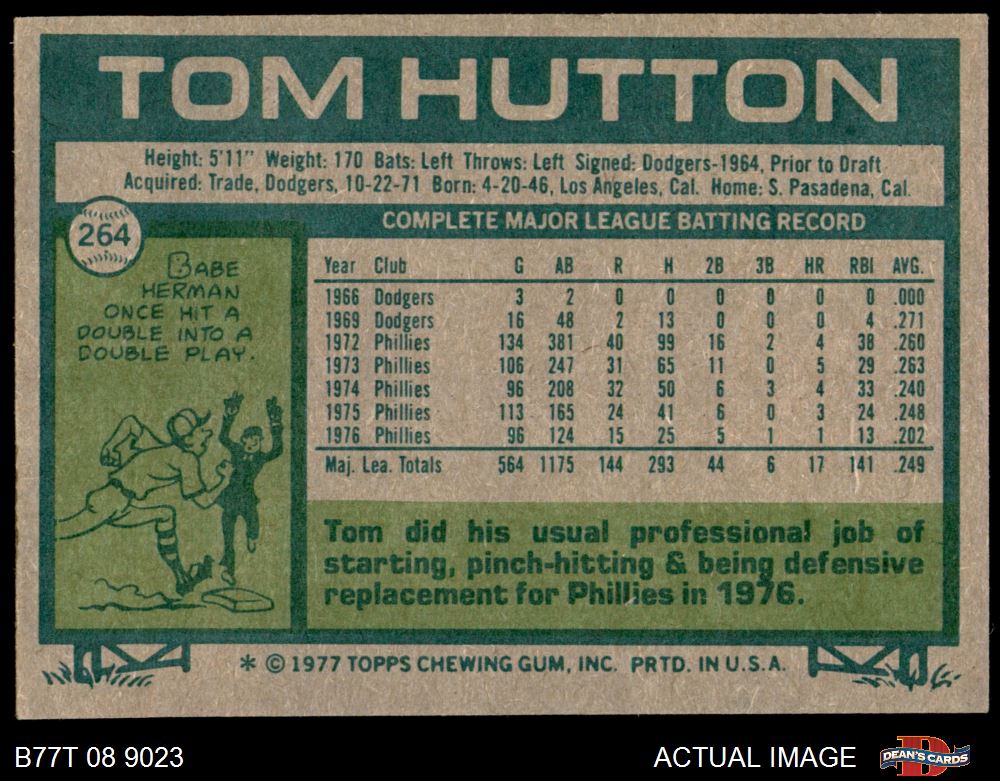 TOM HUTTON
Height: 5'11" Weight: 170 Bats: Left Throws: Left Signed: Dodgers-1964, Prior to Draft
Acquired: Trade, Dodgers, 10-22-71 Born: 4-20-46, Los Angeles, Cal. Home: S. Pasadena, Cal.
264
BABE
HERMAN
ONCE HIT A
DOUBLE INTO A
DOUBLE PLAY.
COMPLETE MAJOR LEAGUE BATTING RECORD
Year Club G AB R H 2B 3B HR RBI AVG.
1966 Dodgers 3 2 0 0 0 0 0 0 .000
1969 Dodgers 16 48 2 13 0 0 0 4 .271
1972 Phillies 134 381 40 99 16 2 4 38 .260
1973 Phillies 106 247 31 65 11 0 5 29 .263
1974 Phillies 96 208 32 50 6 3 4 33 .240
1975 Phillies 113 165 24 41 6 0 3 24 .248
1976 Phillies 96 124 15 25 5 1 1 13 .202
Maj. Lea. Totals 564 1175 144 293 44 6 17 141 .249
Tom did his usual professional job of
starting, pinch-hitting & being defensive
replacement for Phillies in 1976.
* © 1977 TOPPS CHEWING GUM, INC. PRTD. IN U.S.A.
B77T 08 9023
ACTUAL IMAGE
D
DEAN'S CARDS